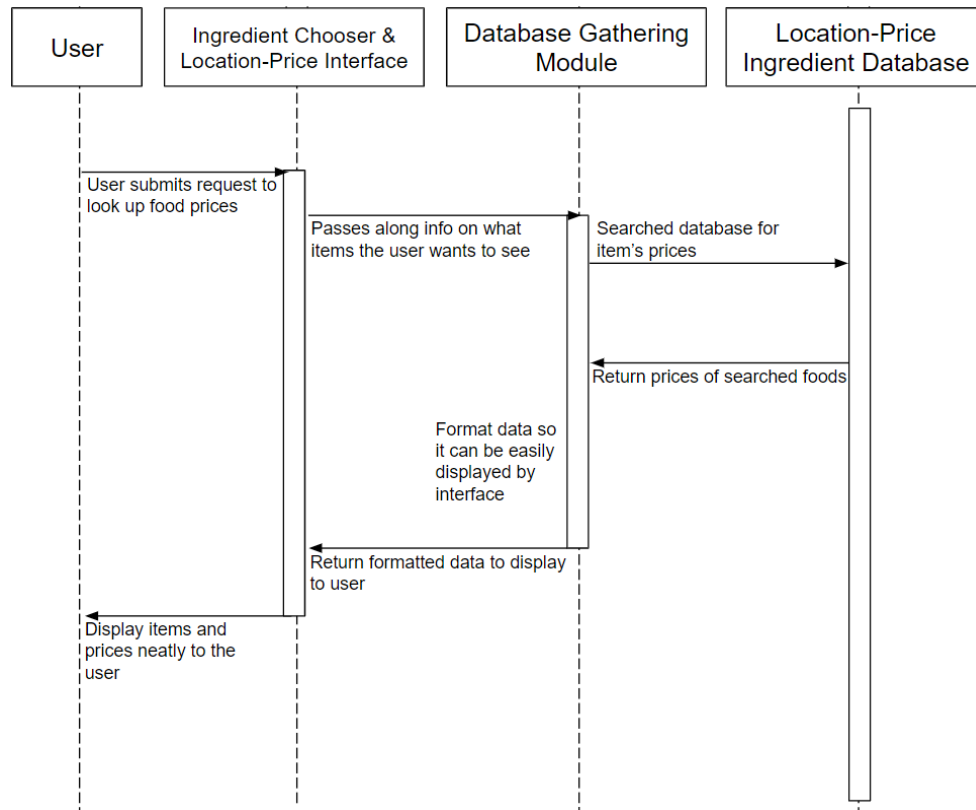 User
Ingredient Chooser &
Location-Price Interface
Database Gathering
Module
Location-Price
Ingredient Database
User submits request to
look up food prices
Passes along info on what
items the user wants to see
Searched database for
item's prices
Return prices of searched foods
Format data so
it can be easily
displayed by
interface
Return formatted data to display
to user
Display items and
prices neatly to the
user